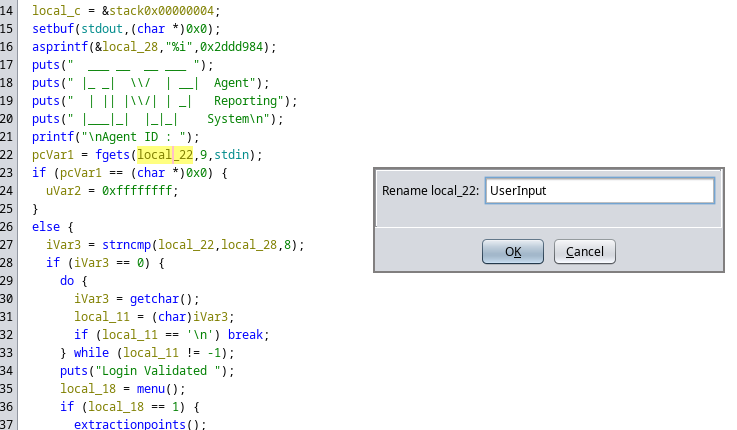 14 local_c = &stack0x00000004;
15 setbuf(stdout,(char *)0x0);
16 asprintf(&local_28,"%i",0x2ddd984);
17 puts("  ___ __  __ ___ ");
18 puts(" |_ _|  \\/  | __|  Agent");
19 puts("  | || |\\/| | _|   Reporting");
20 puts(" |___|_|  |_|_|    System\n");
21 printf("\nAgent ID : ");
22 pcVar1 = fgets(local_22,9,stdin);
23 if (pcVar1 == (char *)0x0) {
24   uVar2 = 0xffffffff;
25 }
26 else {
27   iVar3 = strncmp(local_22,local_28,8);
28   if (iVar3 == 0) {
29     do {
30       iVar3 = getchar();
31       local_11 = (char)iVar3;
32       if (local_11 == '\n') break;
33     } while (local_11 != -1);
34     puts("Login Validated ");
35     local_18 = menu();
36     if (local_18 == 1) {
37       extractionpoints();
Rename local_22: UserInput
OK Cancel